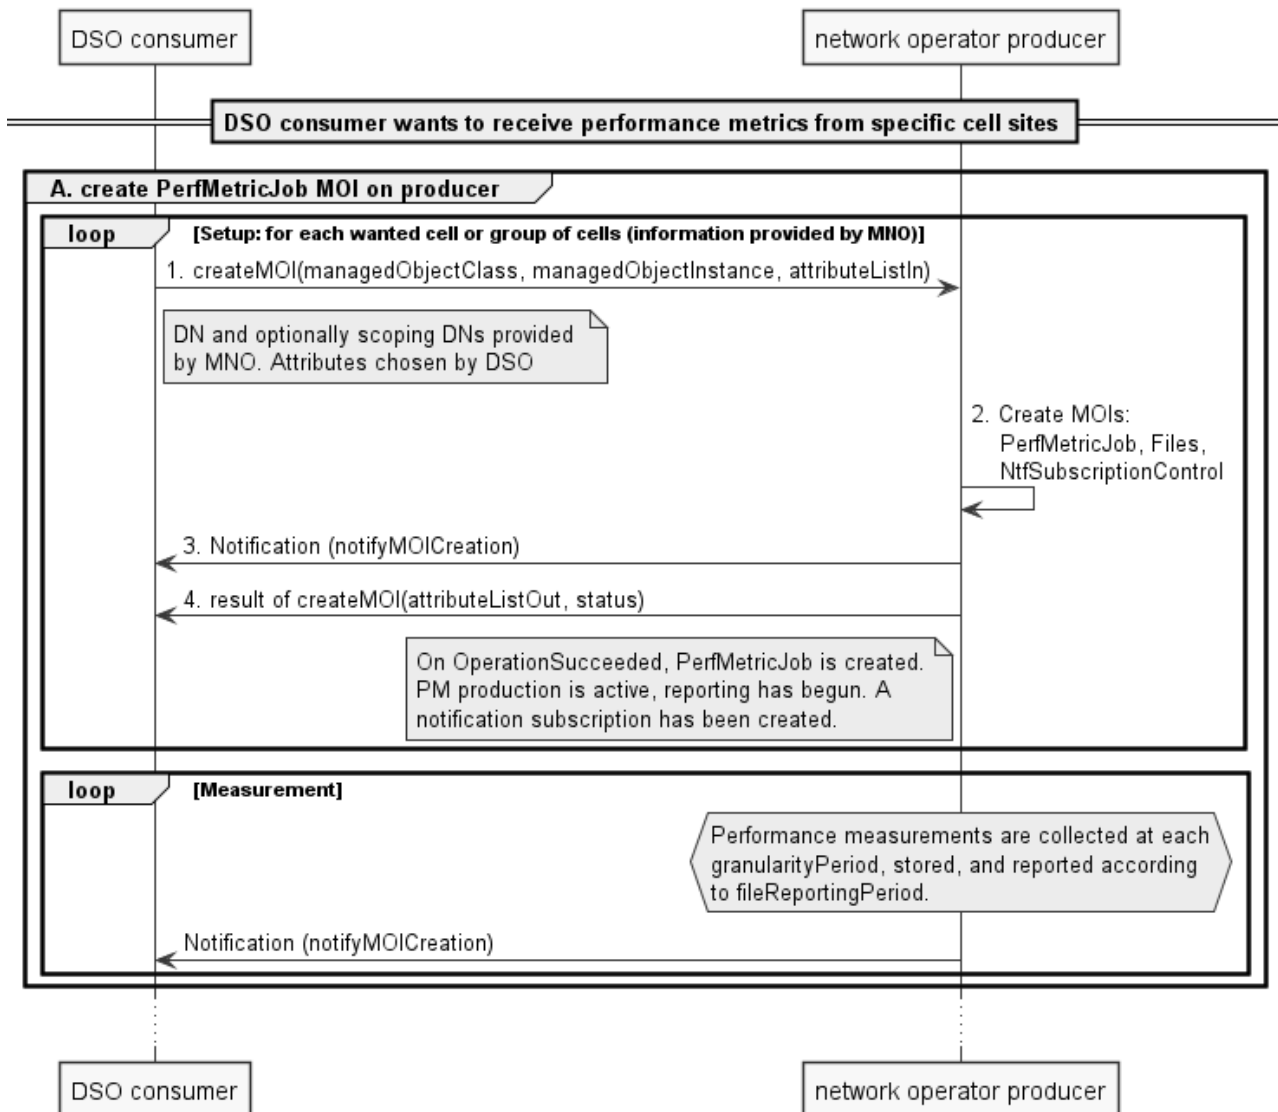 DSO consumer
network operator producer
DSO consumer wants to receive performance metrics from specific cell sites
A. create PerfMetricJob MOI on producer
loop
[Setup: for each wanted cell or group of cells (information provided by MNO)]
1. createMOI(managedObjectClass, managedObjectInstance, attributeListIn)
DN and optionally scoping DNs provided
by MNO. Attributes chosen by DSO
2. Create MOIs:
PerfMetricJob, Files,
NtfSubscriptionControl
3. Notification (notifyMOICreation)
4. result of createMOI(attributeListOut, status)
On OperationSucceeded, PerfMetricJob is created.
PM production is active, reporting has begun. A
notification subscription has been created.
loop
[Measurement]
Performance measurements are collected at each
granularityPeriod, stored, and reported according
to fileReportingPeriod.
Notification (notifyMOICreation)
DSO consumer
network operator producer